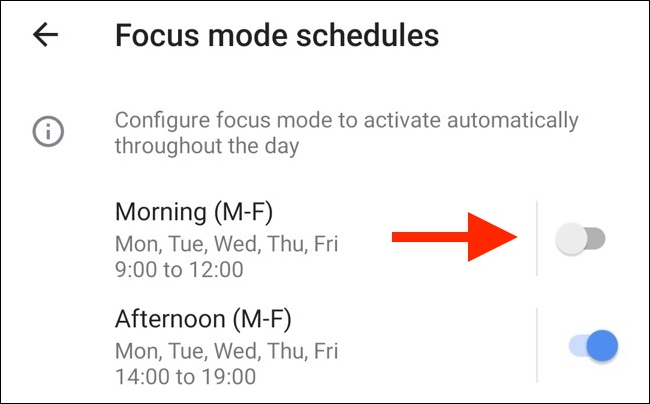 Focus mode schedules
Configure focus mode to activate automatically
throughout the day
Morning (M-F)
Mon, Tue, Wed, Thu, Fri
9:00 to 12:00
Afternoon (M-F)
Mon, Tue, Wed, Thu, Fri
14:00 to 19:00